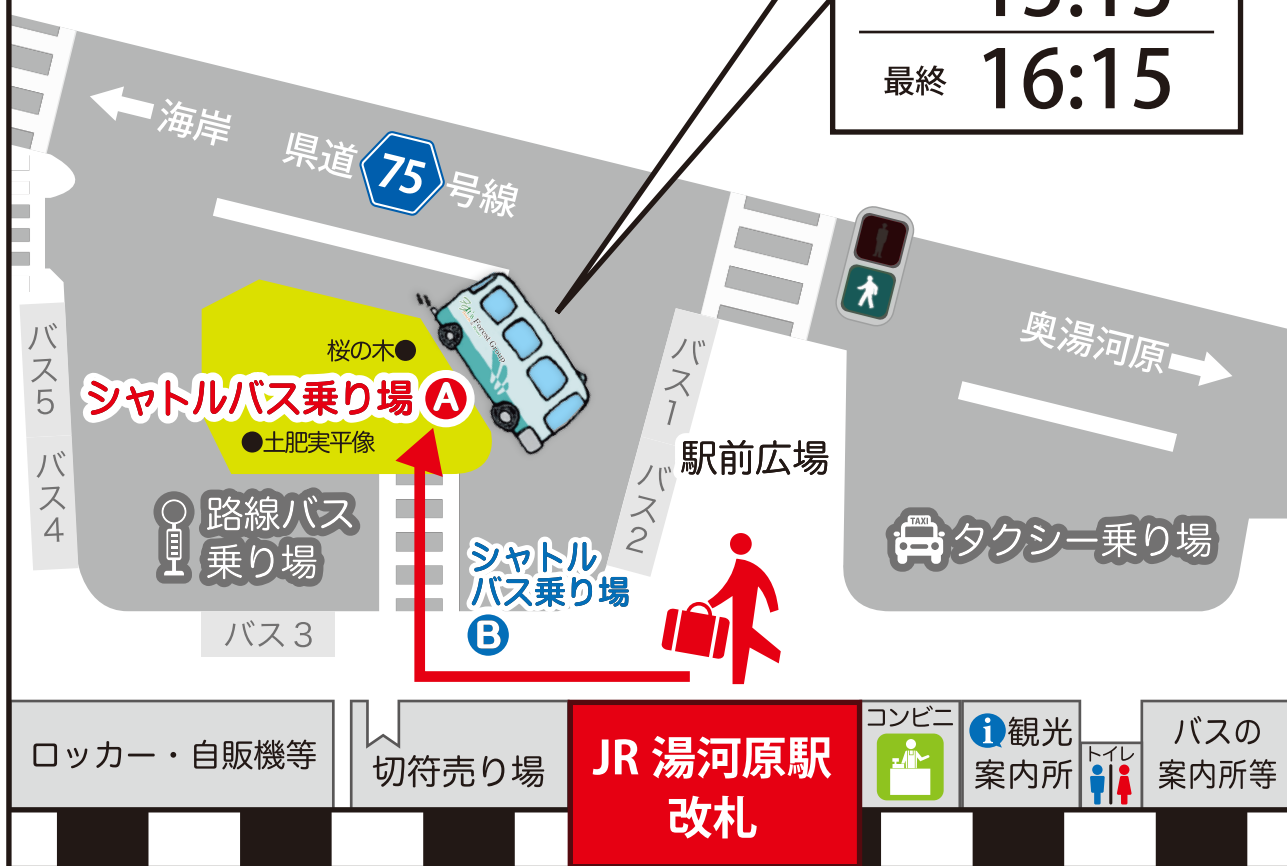 最終 16:15
海岸
県道 75 号線
奥湯河原
桜の木
シャトルバス乗り場 A
土肥実平像
バス5
バス4
バス1
バス2
駅前広場
路線バス
乗り場
タクシー乗り場
TAXI
シャトル
バス乗り場
B
バス3
ロッカー・自販機等
切符売り場
JR 湯河原駅
改札
コンビニ
i 観光
案内所
トイレ
バスの
案内所等